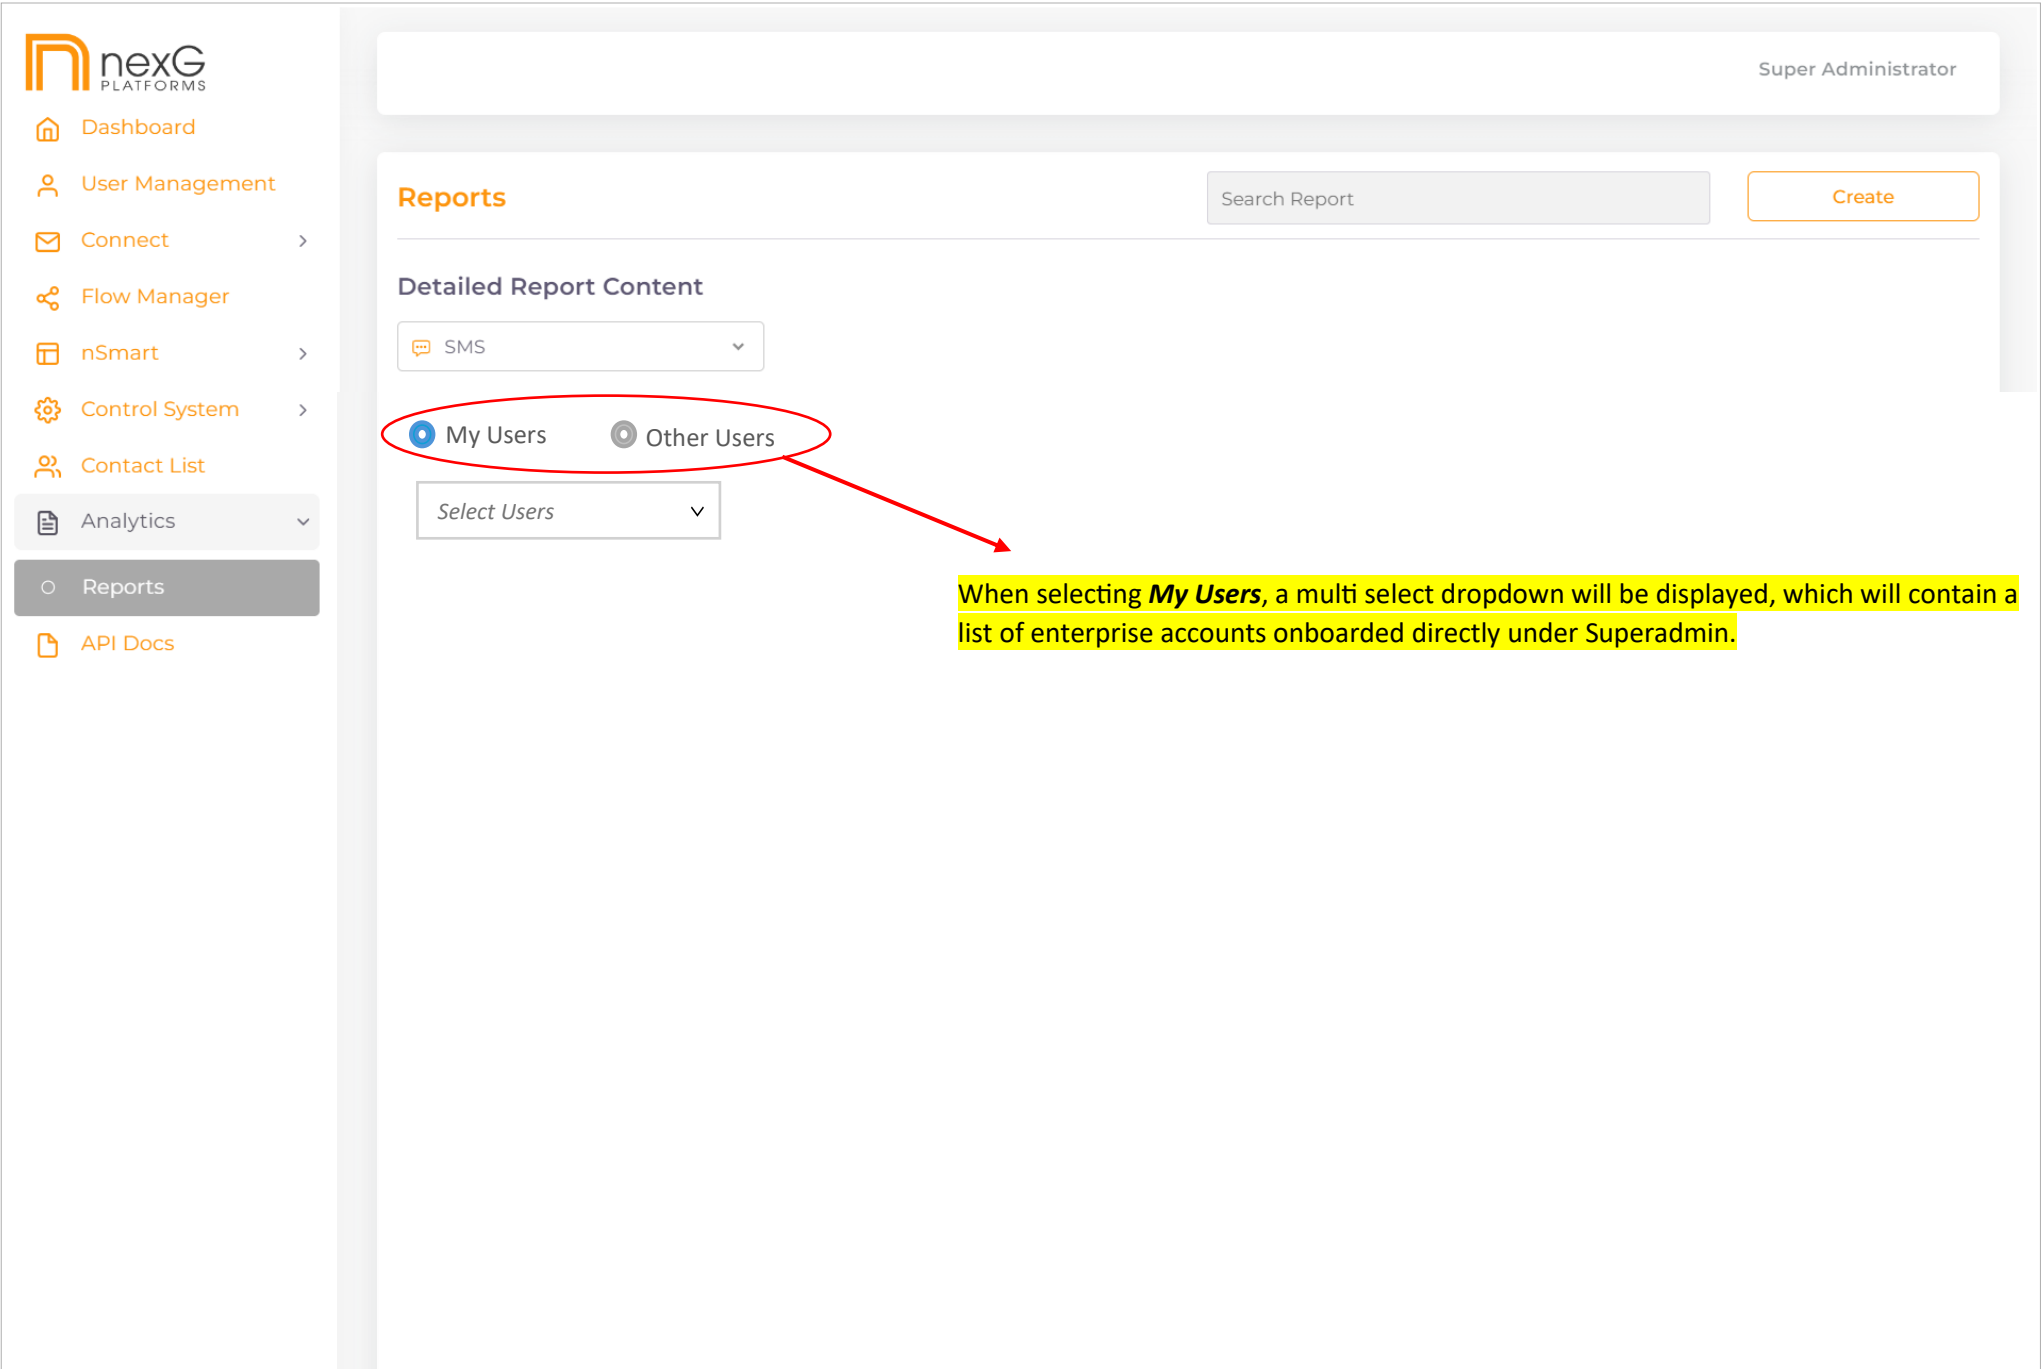 nexG
PLATFORMS
Dashboard
User Management
Connect
Flow Manager
nSmart
Control System
Contact List
Analytics
Reports
API Docs
Super Administrator
Reports
Search Report
Create
Detailed Report Content
SMS
My Users
Other Users
Select Users
When selecting My Users, a multi select dropdown will be displayed, which will contain a
list of enterprise accounts onboarded directly under Superadmin.